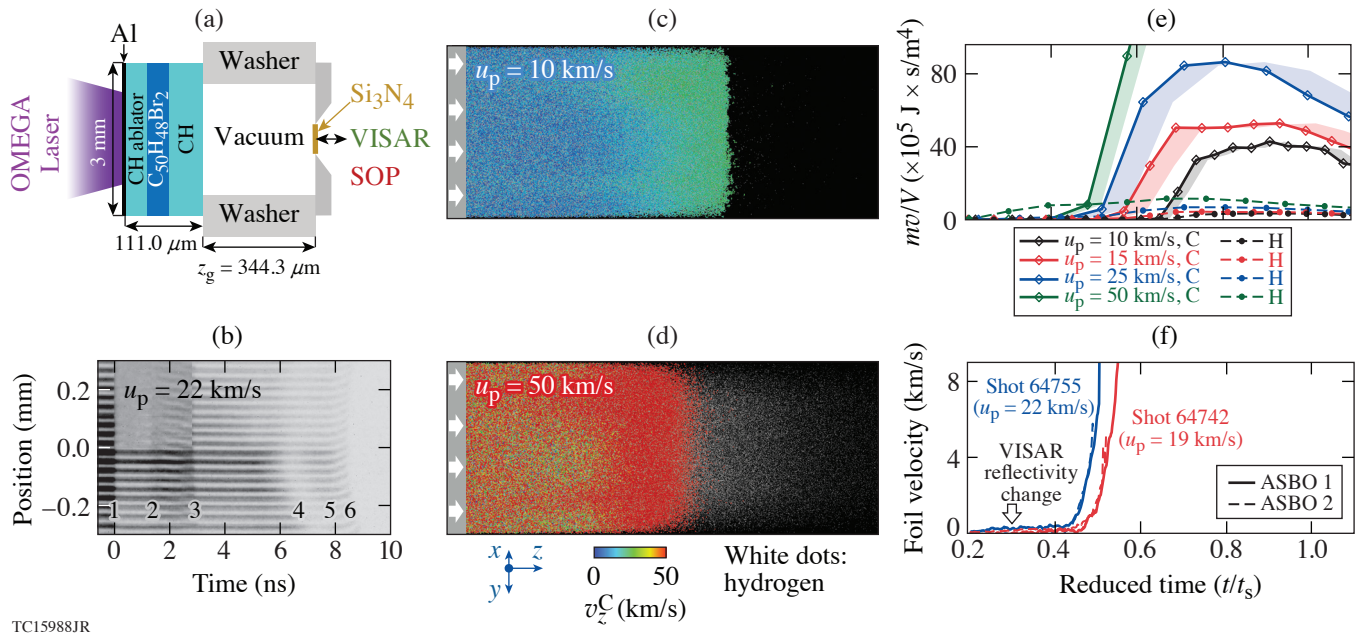 (a)
Al
Washer
OMEGA
Laser
3 mm
CH ablator
C50H48Br2
CH
Vacuum
Si3N4
VISAR
SOP
Washer
111.0 μm
zg = 344.3 μm
(b)
up = 22 km/s
Position (mm)
0.2
0.0
−0.2
1
2
3
4
5
6
0
2
4
6
8
10
Time (ns)
(c)
up = 10 km/s
(d)
up = 50 km/s
x
z
y
0
50
vzC (km/s)
White dots:
hydrogen
(e)
mv/V (×10⁵ J × s/m⁴)
80
40
0
up = 10 km/s, C
H
up = 15 km/s, C
H
up = 25 km/s, C
H
up = 50 km/s, C
H
(f)
Foil velocity (km/s)
8
4
0
Shot 64755
(up = 22 km/s)
Shot 64742
(up = 19 km/s)
VISAR
reflectivity
change
ASBO 1
ASBO 2
0.2
0.4
0.6
0.8
1.0
Reduced time (t/ts)
TC15988JR